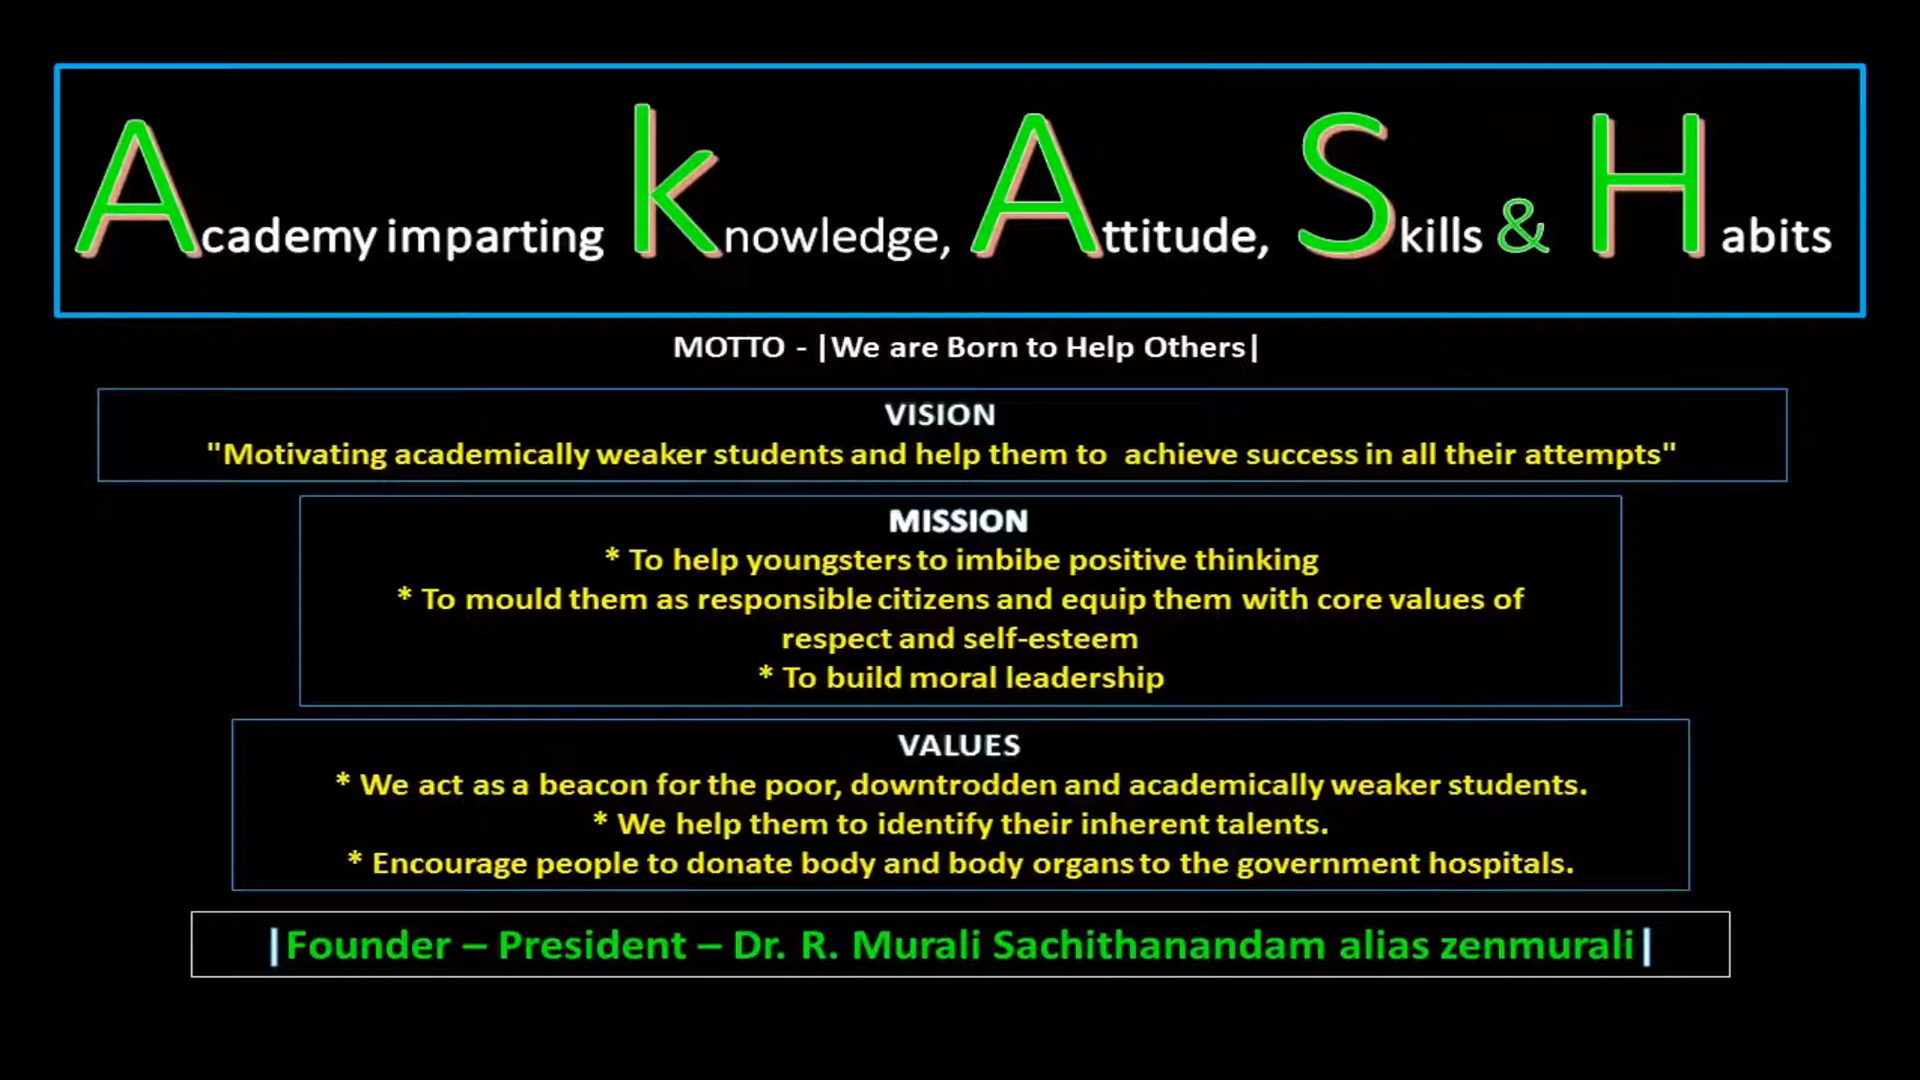 Academy imparting knowledge, Attitude, Skills & Habits
MOTTO - |We are Born to Help Others|
VISION
"Motivating academically weaker students and help them to achieve success in all their attempts"
MISSION
* To help youngsters to imbibe positive thinking
* To mould them as responsible citizens and equip them with core values of
respect and self-esteem
* To build moral leadership
VALUES
* We act as a beacon for the poor, downtrodden and academically weaker students.
* We help them to identify their inherent talents.
* Encourage people to donate body and body organs to the government hospitals.
|Founder – President – Dr. R. Murali Sachithanandam alias zenmurali|